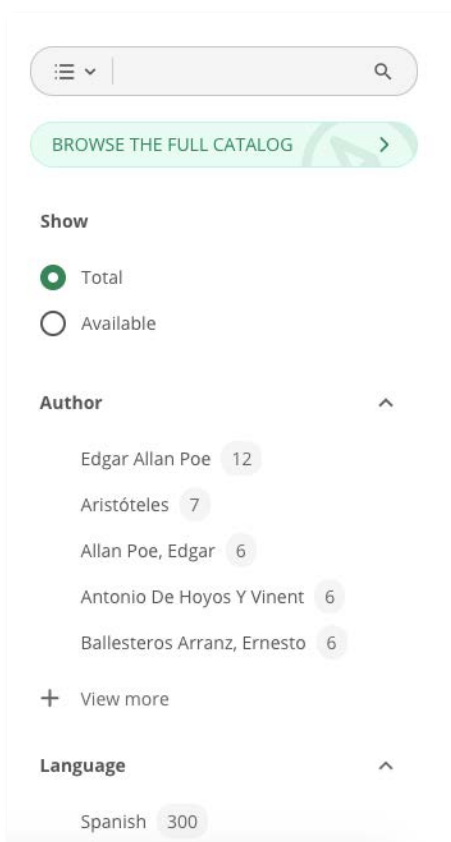 BROWSE THE FULL CATALOG
Show
Total
Available
Author
Edgar Allan Poe 12
Aristóteles 7
Allan Poe, Edgar 6
Antonio De Hoyos Y Vinent 6
Ballesteros Arranz, Ernesto 6
View more
Language
Spanish 300